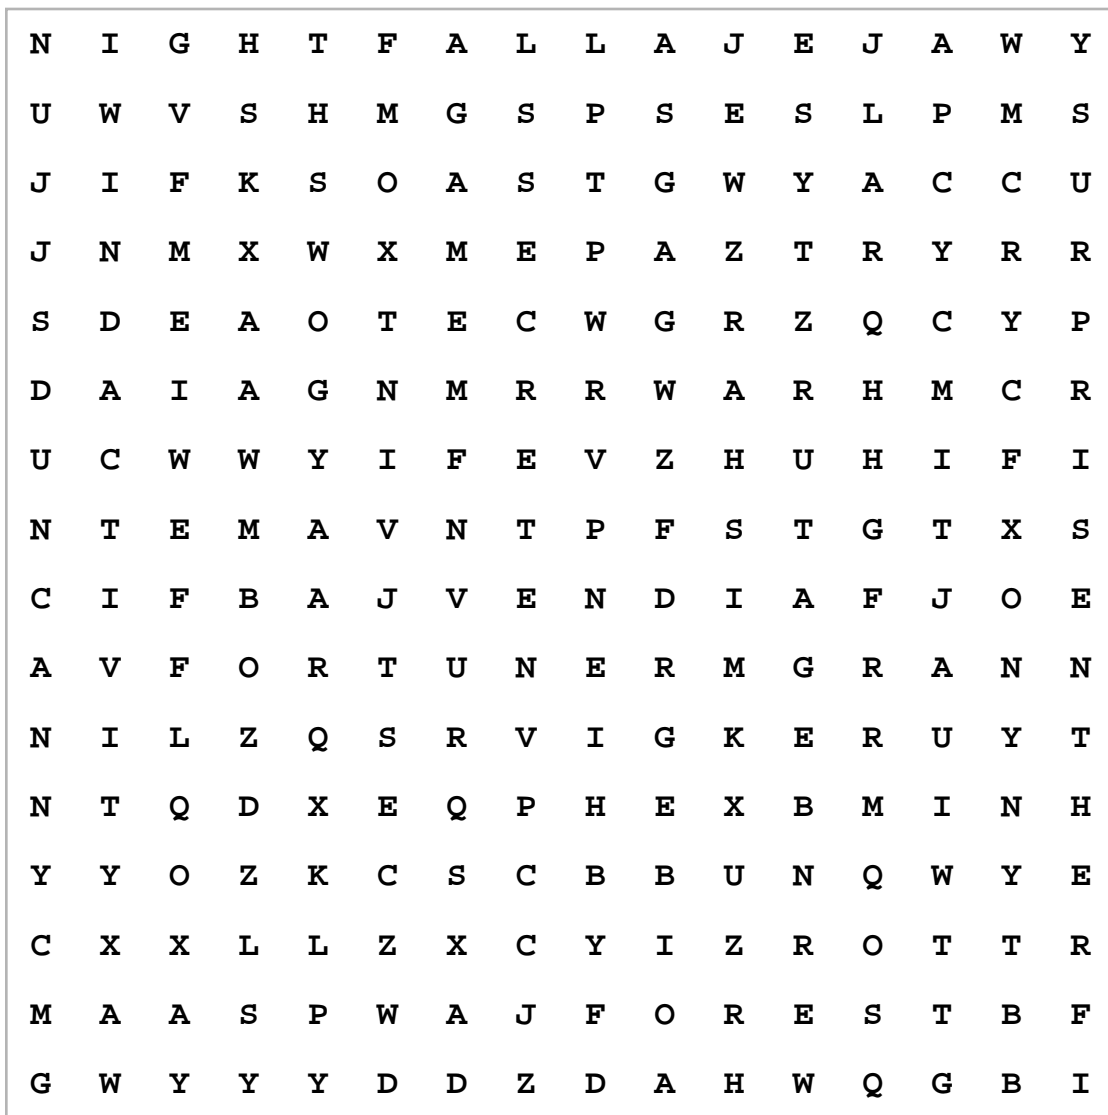 N I G H T F A L L A J E J A W Y
U W V S H M G S P S E S L P M S
J I F K S O A S T G W Y A C C U
J N M X W X M E P A Z T R Y R R
S D E A O T E C W G R Z Q C Y P
D A I A G N M R R W A R H M C R
U C W W Y I F E V Z H U H I F I
N T E M A V N T P F S T G T X S
C I F B A J V E N D I A F J O E
A V F O R T U N E R M G R A N N
N I L Z Q S R V I G K E R U Y T
N T Q D X E Q P H E X B M I N H
Y Y O Z K C S C B B U N Q W Y E
C X X L L Z X C Y I Z R O T T R
M A A S P W A J F O R E S T B F
G W Y Y Y D D Z D A H W Q G B I